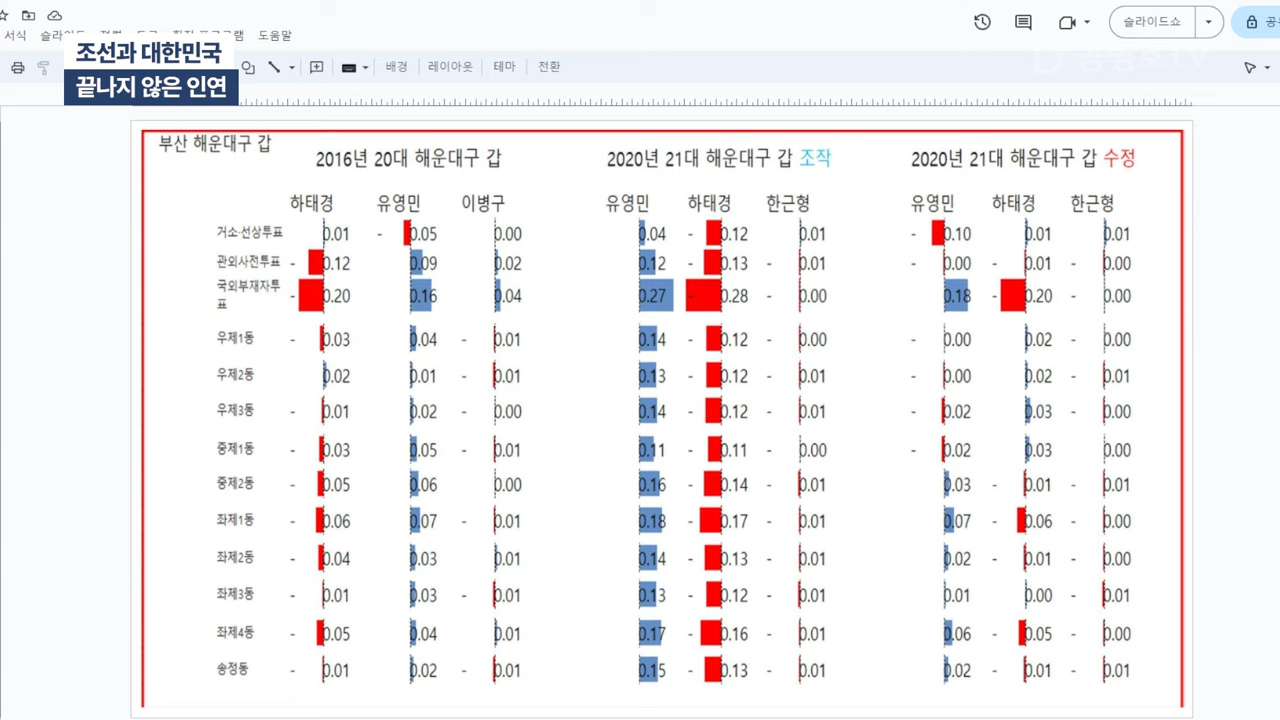 서식 슬라이
도움말
슬라이드쇼
조선과 대한민국
끝나지 않은 인연
배경 레이아웃 테마 전환
공병호TV
부산 해운대구 갑
2016년 20대 해운대구 갑 2020년 21대 해운대구 갑 조작 2020년 21대 해운대구 갑 수정
하태경 유영민 이병구 유영민 하태경 한근형 유영민 하태경 한근형
거소·선상투표 0.01 - 0.05 0.00 0.04 - 0.12 - 0.01 - 0.10 0.01 0.01
관외사전투표 - 0.12 0.09 0.02 0.12 - 0.13 - 0.01 - 0.00 - 0.01 - 0.00
국외부재자투표 - 0.20 0.16 0.04 0.27 - 0.28 - 0.00 0.18 - 0.20 - 0.00
우제1동 - 0.03 0.04 - 0.01 0.14 - 0.12 - 0.00 - 0.00 0.02 - 0.00
우제2동 0.02 0.01 - 0.01 0.13 - 0.12 - 0.01 - 0.00 0.02 - 0.01
우제3동 - 0.01 0.02 - 0.00 0.14 - 0.12 - 0.01 - 0.02 0.03 - 0.00
중제1동 - 0.03 0.05 - 0.01 0.11 - 0.11 - 0.00 - 0.02 0.03 0.00
중제2동 - 0.05 0.06 0.00 0.16 - 0.14 - 0.01 0.03 - 0.01 - 0.01
좌제1동 - 0.06 0.07 - 0.01 0.18 - 0.17 - 0.01 0.07 - 0.06 - 0.00
좌제2동 - 0.04 0.03 0.01 0.14 - 0.13 - 0.01 0.02 - 0.01 - 0.00
좌제3동 - 0.01 0.03 - 0.01 0.13 - 0.12 - 0.01 0.01 - 0.00 - 0.01
좌제4동 - 0.05 0.04 - 0.01 0.17 - 0.16 - 0.01 0.06 - 0.05 - 0.00
송정동 - 0.01 0.02 - 0.01 0.15 - 0.13 - 0.01 0.02 - 0.01 - 0.01